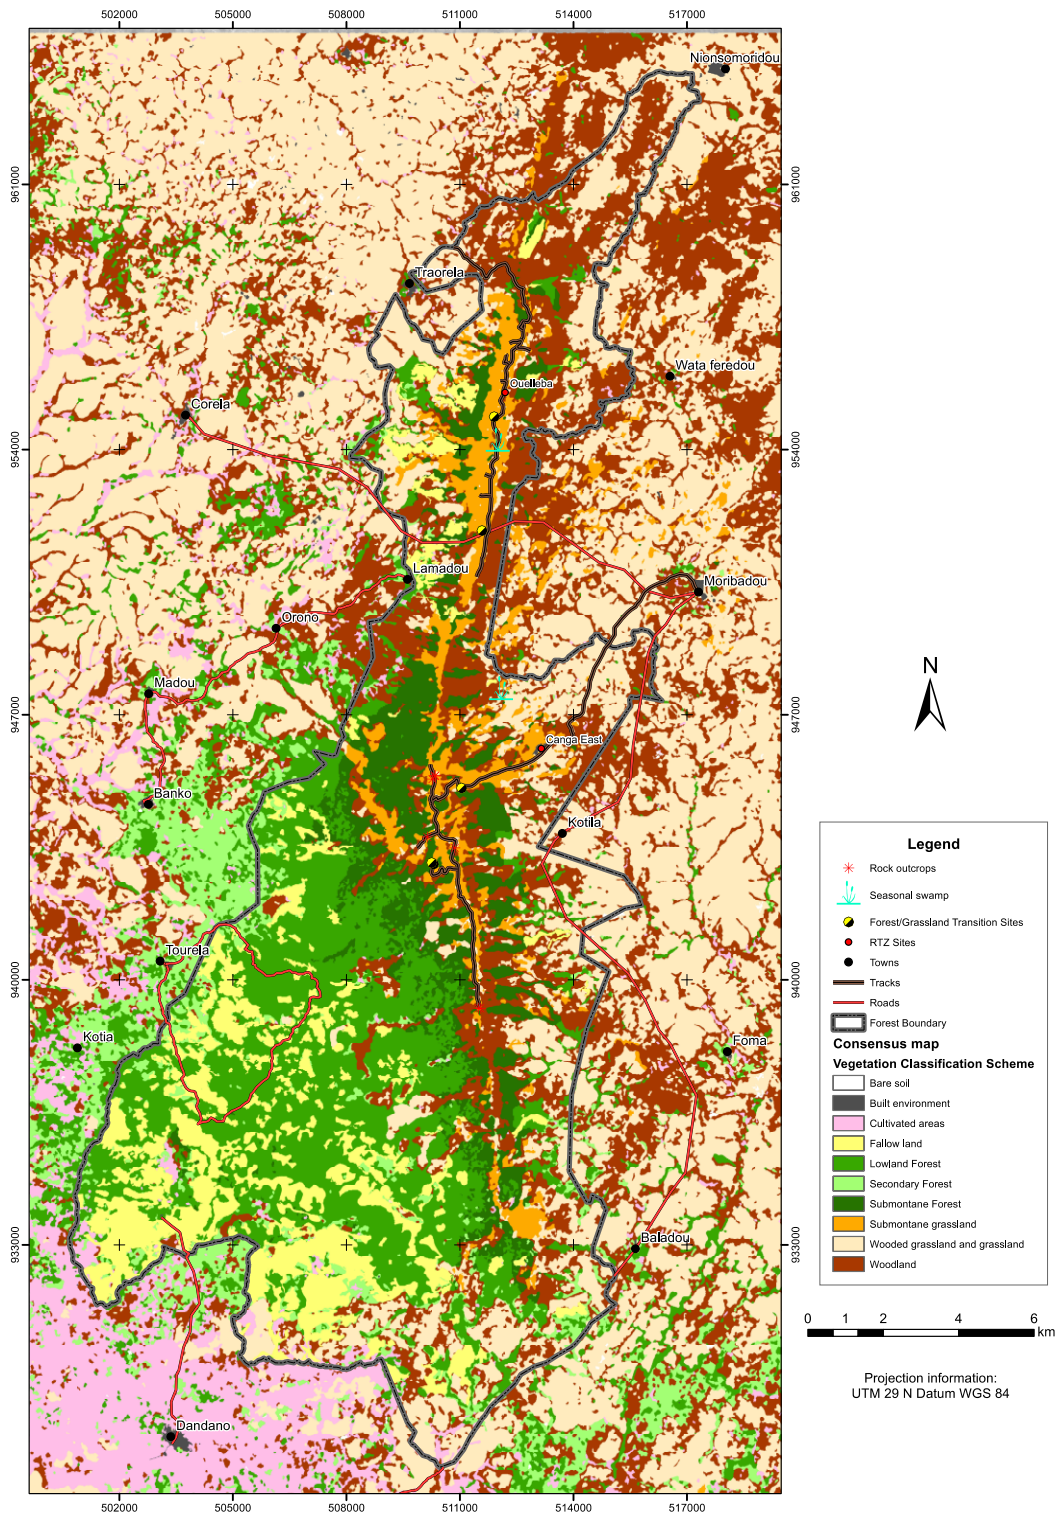 502000 505000 508000 511000 514000 517000
Nionsomoridou
961000 961000
Traorela
Wata feredou
Ouelleba
Corela
954000 954000
Lamadou
Moribadou
Orono
Madou
947000 947000
Canga East
Banko
Kotila
Tourela
940000 940000
Kotia
Foma
933000 933000
Baladou
Dandano
502000 505000 508000 511000 514000 517000
N
Legend
Rock outcrops
Seasonal swamp
Forest/Grassland Transition Sites
RTZ Sites
Towns
Tracks
Roads
Forest Boundary
Consensus map
Vegetation Classification Scheme
Bare soil
Built environment
Cultivated areas
Fallow land
Lowland Forest
Secondary Forest
Submontane Forest
Submontane grassland
Wooded grassland and grassland
Woodland
0 1 2 4 6
km
Projection information:
UTM 29 N Datum WGS 84